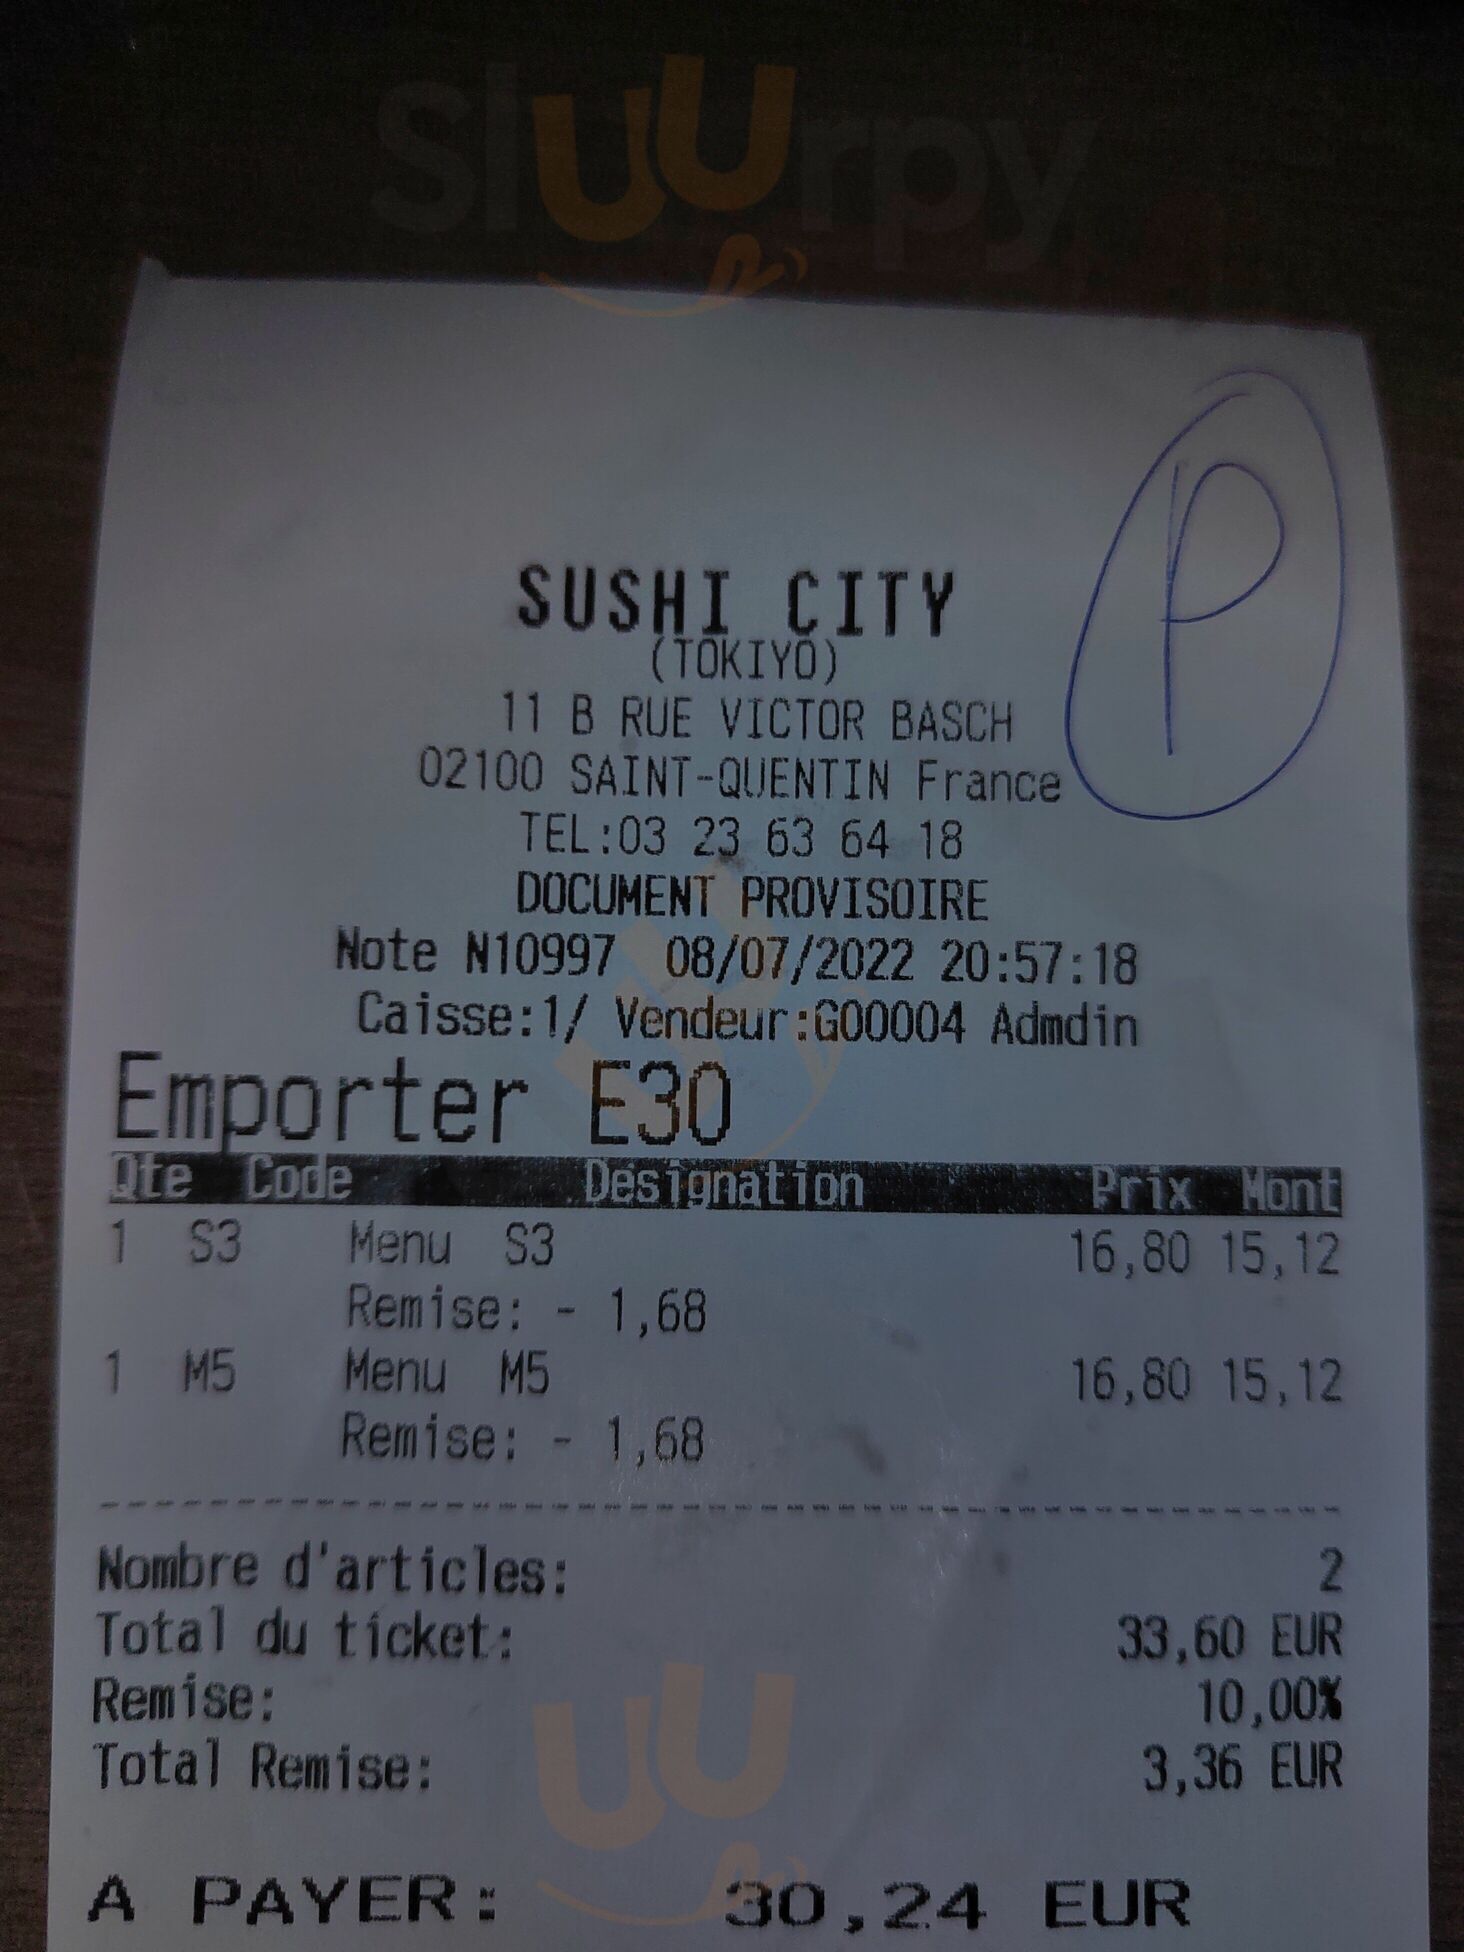 Sluurpy
P
SUSHI CITY
(TOKIYO)
11 B RUE VICTOR BASCH
02100 SAINT-QUENTIN France
TEL:03 23 63 64 18
DOCUMENT PROVISOIRE
Note N10997 08/07/2022 20:57:18
Caisse:1/ Vendeur:G00004 Admdin
Emporter E30
Qte Code Designation Prix Mont
1 S3 Menu S3 16,80 15,12
Remise: - 1,68
1 M5 Menu M5 16,80 15,12
Remise: - 1,68
Nombre d'articles: 2
Total du ticket: 33,60 EUR
Remise: 10,00%
Total Remise: 3,36 EUR
A PAYER: 30,24 EUR